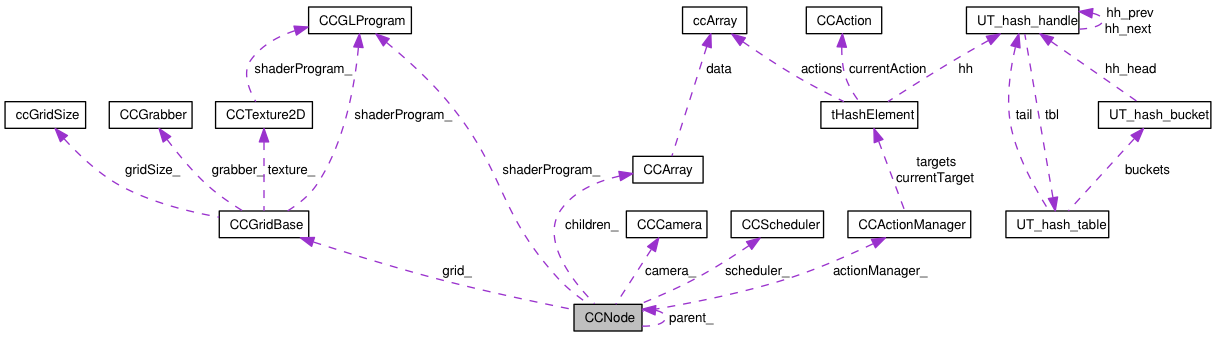 CCGLProgram
ccArray
CCAction
UT_hash_handle
hh_prev
hh_next
shaderProgram_
data
actions
currentAction
hh
hh_head
ccGridSize
CCGrabber
CCTexture2D
shaderProgram_
tHashElement
tail
tbl
UT_hash_bucket
gridSize_
grabber_
texture_
shaderProgram_
CCArray
targets
currentTarget
buckets
CCGridBase
children_
CCCamera
CCScheduler
CCActionManager
UT_hash_table
grid_
camera_
scheduler_
actionManager_
CCNode
parent_